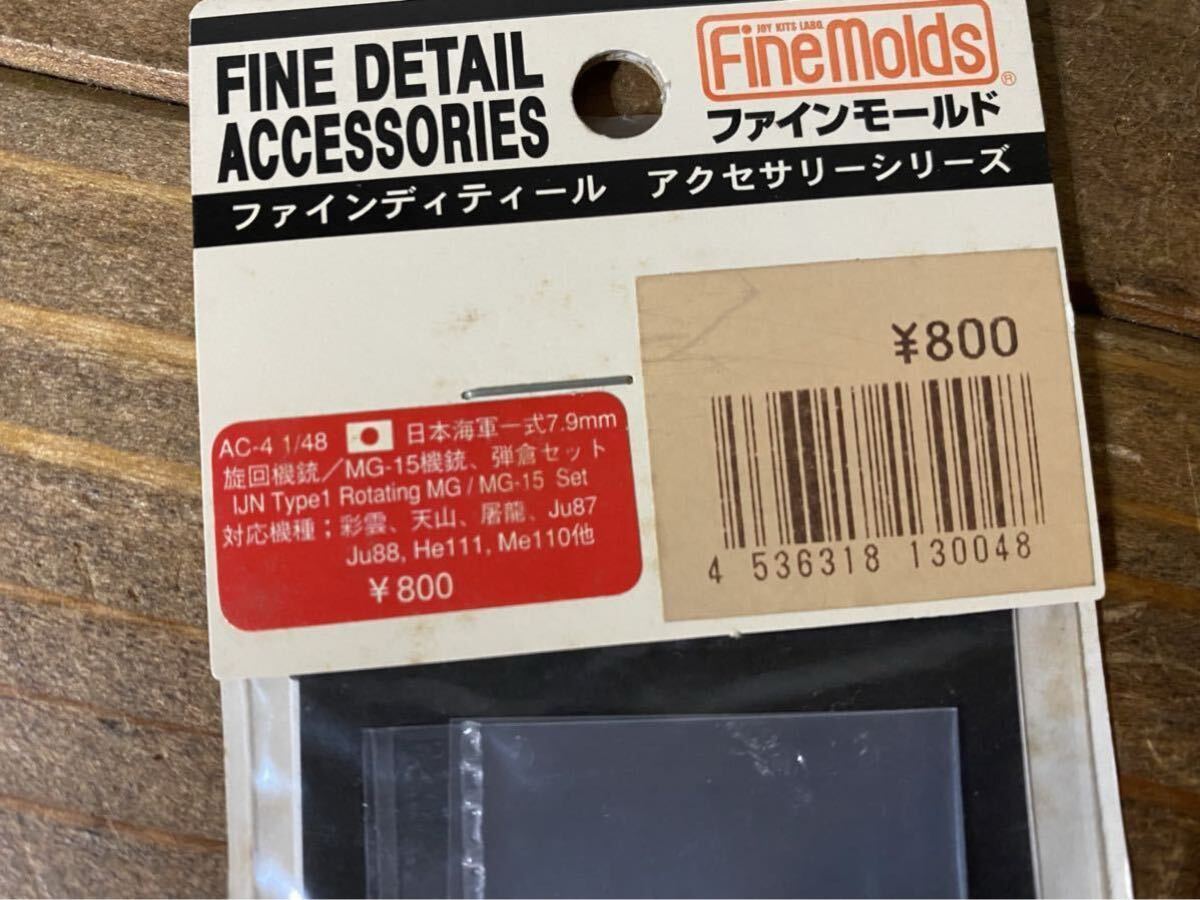 FINE DETAIL
ACCESSORIES
JOY KITS LABO.
FineMolds®
ファインモールド
ファインディティール アクセサリーシリーズ
¥800
4 536318 130048
AC-4 1/48 日本海軍一式7.9mm
旋回機銃／MG-15機銃、弾倉セット
IJN Type1 Rotating MG / MG-15 Set
対応機種；彩雲、天山、屠龍、Ju87
Ju88, He111, Me110他
¥800